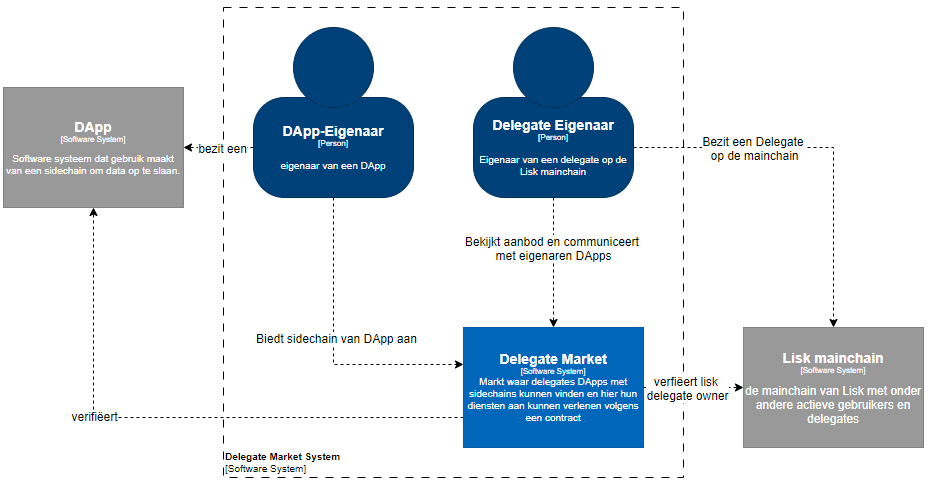 DApp
[Software System]
Software systeem dat gebruik maakt
van een sidechain om data op te slaan.
bezit een
DApp-Eigenaar
[Person]
eigenaar van een DApp
Delegate Eigenaar
[Person]
Eigenaar van een delegate op de
Lisk mainchain
Bezit een Delegate
op de mainchain
Bekijkt aanbod en communiceert
met eigenaren DApps
Biedt sidechain van DApp aan
Delegate Market
[Software System]
Markt waar delegates DApps met
sidechains kunnen vinden en hier hun
diensten aan kunnen verlenen volgens
een contract
verfiëert lisk
delegate owner
Lisk mainchain
[Software System]
de mainchain van Lisk met onder
andere actieve gebruikers en
delegates
verifiëert
Delegate Market System
[Software System]